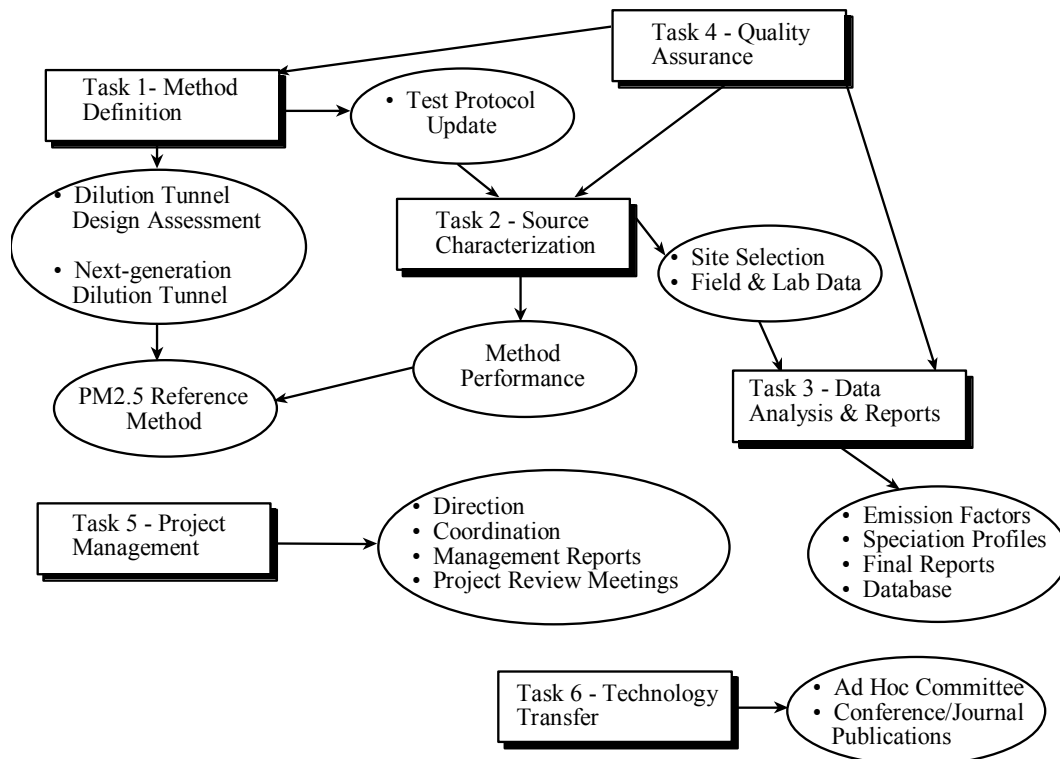 Task 4 - Quality
Assurance
Task 1- Method
Definition
• Test Protocol
Update
• Dilution Tunnel
Design Assessment
• Next-generation
Dilution Tunnel
Task 2 - Source
Characterization
• Site Selection
• Field & Lab Data
Method
Performance
PM2.5 Reference
Method
Task 3 - Data
Analysis & Reports
Task 5 - Project
Management
• Direction
• Coordination
• Management Reports
• Project Review Meetings
• Emission Factors
• Speciation Profiles
• Final Reports
• Database
Task 6 - Technology
Transfer
• Ad Hoc Committee
• Conference/Journal
Publications